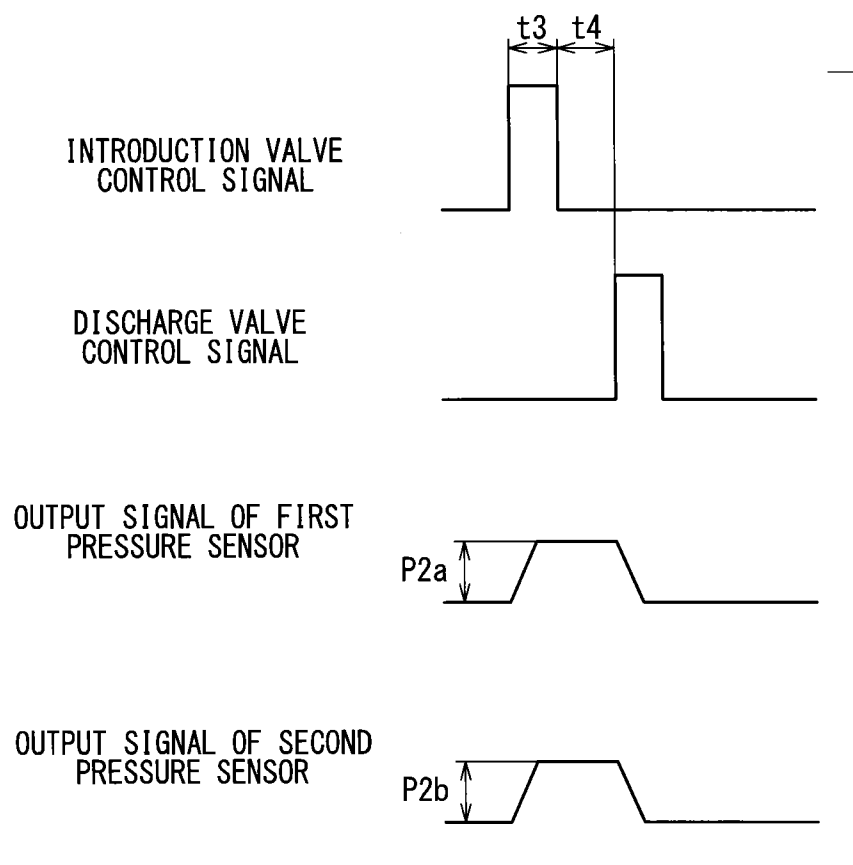 t3 t4
INTRODUCTION VALVE
CONTROL SIGNAL
DISCHARGE VALVE
CONTROL SIGNAL
OUTPUT SIGNAL OF FIRST
PRESSURE SENSOR
P2a
OUTPUT SIGNAL OF SECOND
PRESSURE SENSOR
P2b